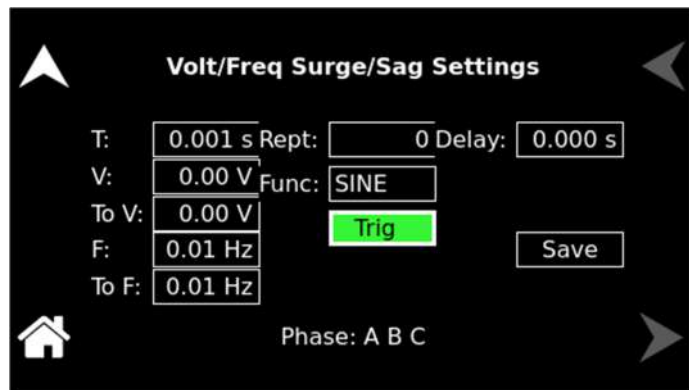 Volt/Freq Surge/Sag Settings
T: 0.001 s Rept: 0 Delay: 0.000 s
V: 0.00 V Func: SINE
To V: 0.00 V
Trig
F: 0.01 Hz Save
To F: 0.01 Hz
Phase: A B C